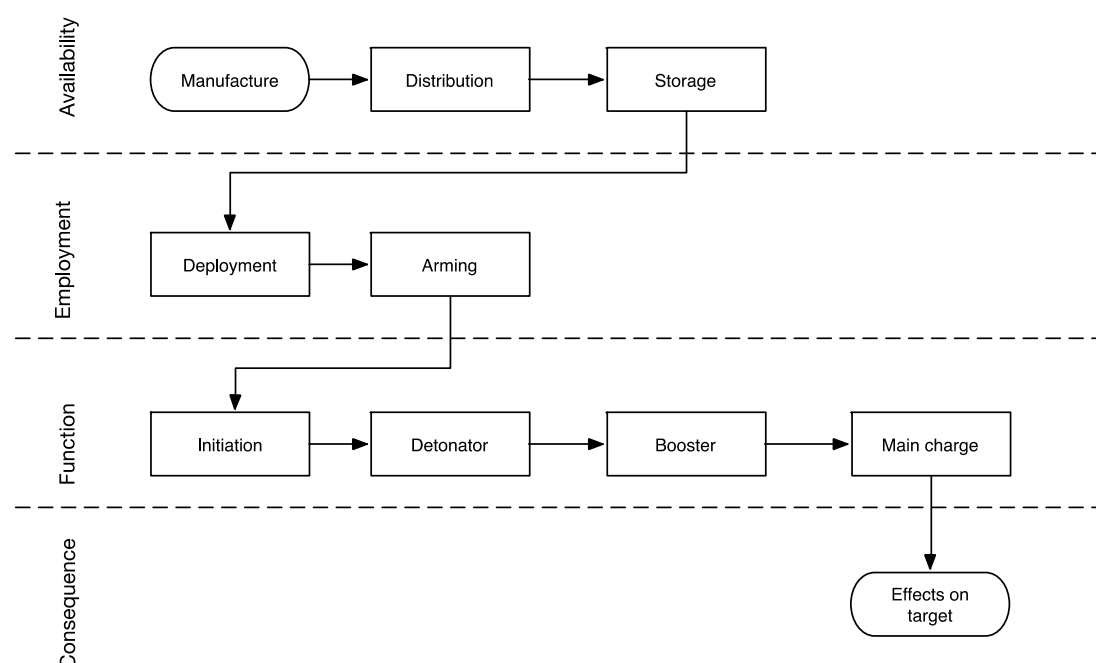 Availability
Manufacture
Distribution
Storage
Employment
Deployment
Arming
Function
Initiation
Detonator
Booster
Main charge
Consequence
Effects on
target